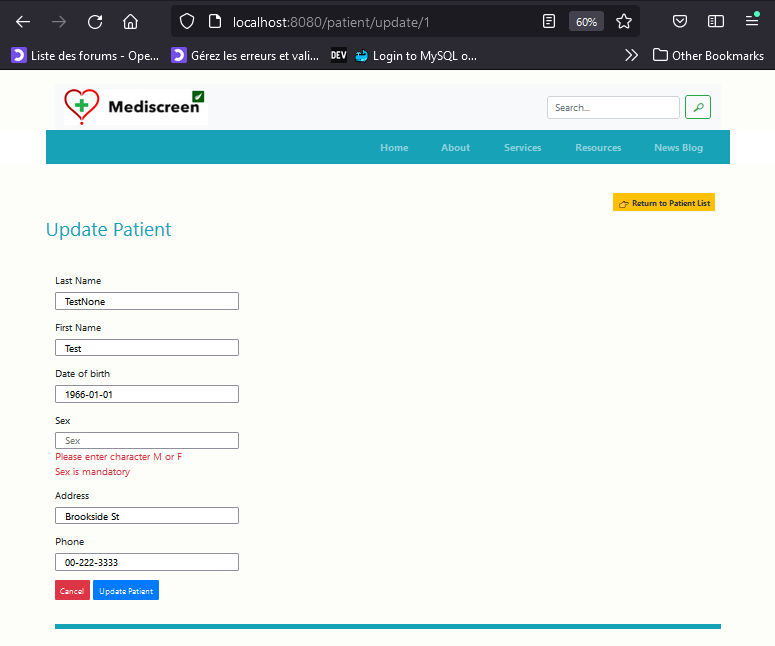 localhost:8080/patient/update/1
60%
Liste des forums - Ope...
Gérez les erreurs et vali...
DEV
Login to MySQL o...
Other Bookmarks
Mediscreen
Search...
Home
About
Services
Resources
News Blog
Return to Patient List
Update Patient
Last Name
TestNone
First Name
Test
Date of birth
1966-01-01
Sex
Sex
Please enter character M or F
Sex is mandatory
Address
Brookside St
Phone
00-222-3333
Cancel
Update Patient